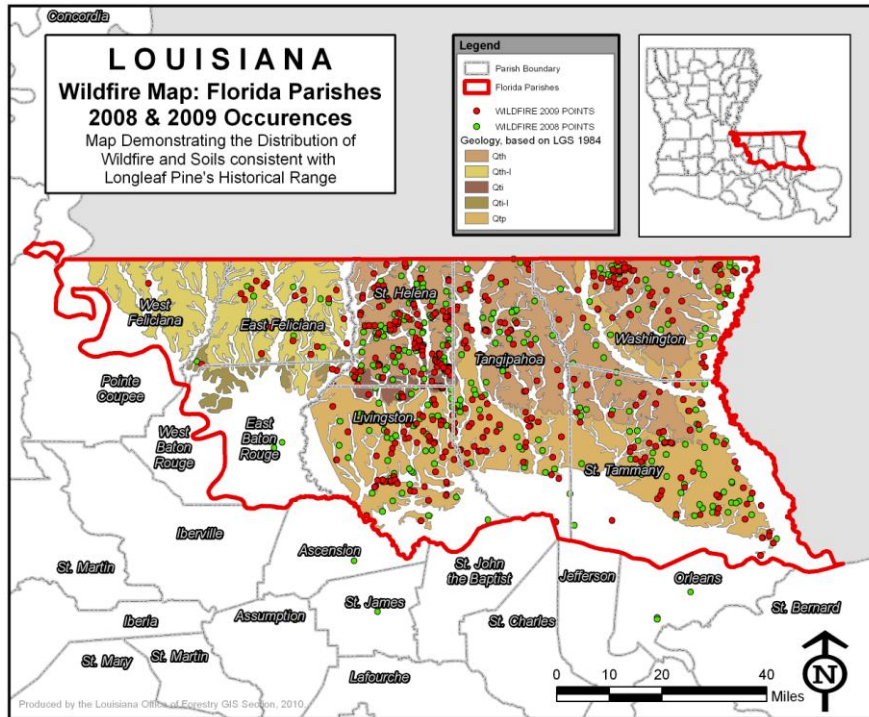 Concordia
LOUISIANA
Wildfire Map: Florida Parishes
2008 & 2009 Occurences
Map Demonstrating the Distribution of
Wildfire and Soils consistent with
Longleaf Pine's Historical Range
Legend
Parish Boundary
Florida Parishes
WILDFIRE 2009 POINTS
WILDFIRE 2008 POINTS
Geology, based on LGS 1984
Qth
Qth-l
Qti
Qti-l
Qtp
West
Feliciana
East Feliciana
St. Helena
Tangipahoa
Washington
Pointe
Coupee
West
Baton
Rouge
East
Baton
Rouge
Livingston
St. Tammany
Iberville
Ascension
St. Martin
St. John
the Baptist
Jefferson
Orleans
St. James
St. Bernard
Iberia
Assumption
St. Charles
St. Mary
St. Martin
Lafourche
0 20 40
Miles
N
Produced by the Louisiana Office of Forestry GIS Section, 2010.